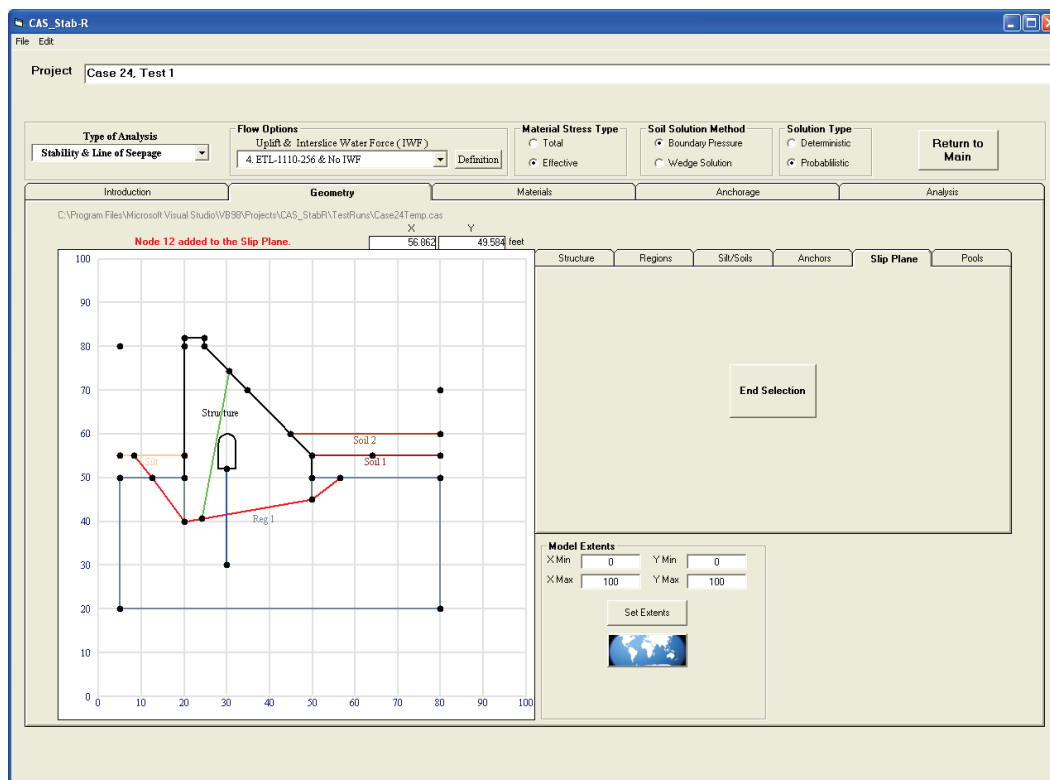 CAS_Stab-R
File Edit
Project Case 24, Test 1
Type of Analysis
Stability & Line of Seepage
Flow Options
Uplift & Interslice Water Force ( IWF )
4. ETL-1110-256 & No IWF Definition
Material Stress Type
Total
Effective
Soil Solution Method
Boundary Pressure
Wedge Solution
Solution Type
Deterministic
Probablilistic
Return to
Main
Introduction Geometry Materials Anchorage Analysis
C:\Program Files\Microsoft Visual Studio\VB98\Projects\CAS_StabR\TestRuns\Case24Temp.cas
X Y
Node 12 added to the Slip Plane. 56.862 49.584 feet
Structure Regions Silt/Soils Anchors Slip Plane Pools
100
90
80
70
60
50
40
30
20
10
0
Structure
Soil 2
Silt
Soil 1
Reg 1
0 10 20 30 40 50 60 70 80 90 100
End Selection
Model Extents
X Min 0 Y Min 0
X Max 100 Y Max 100
Set Extents